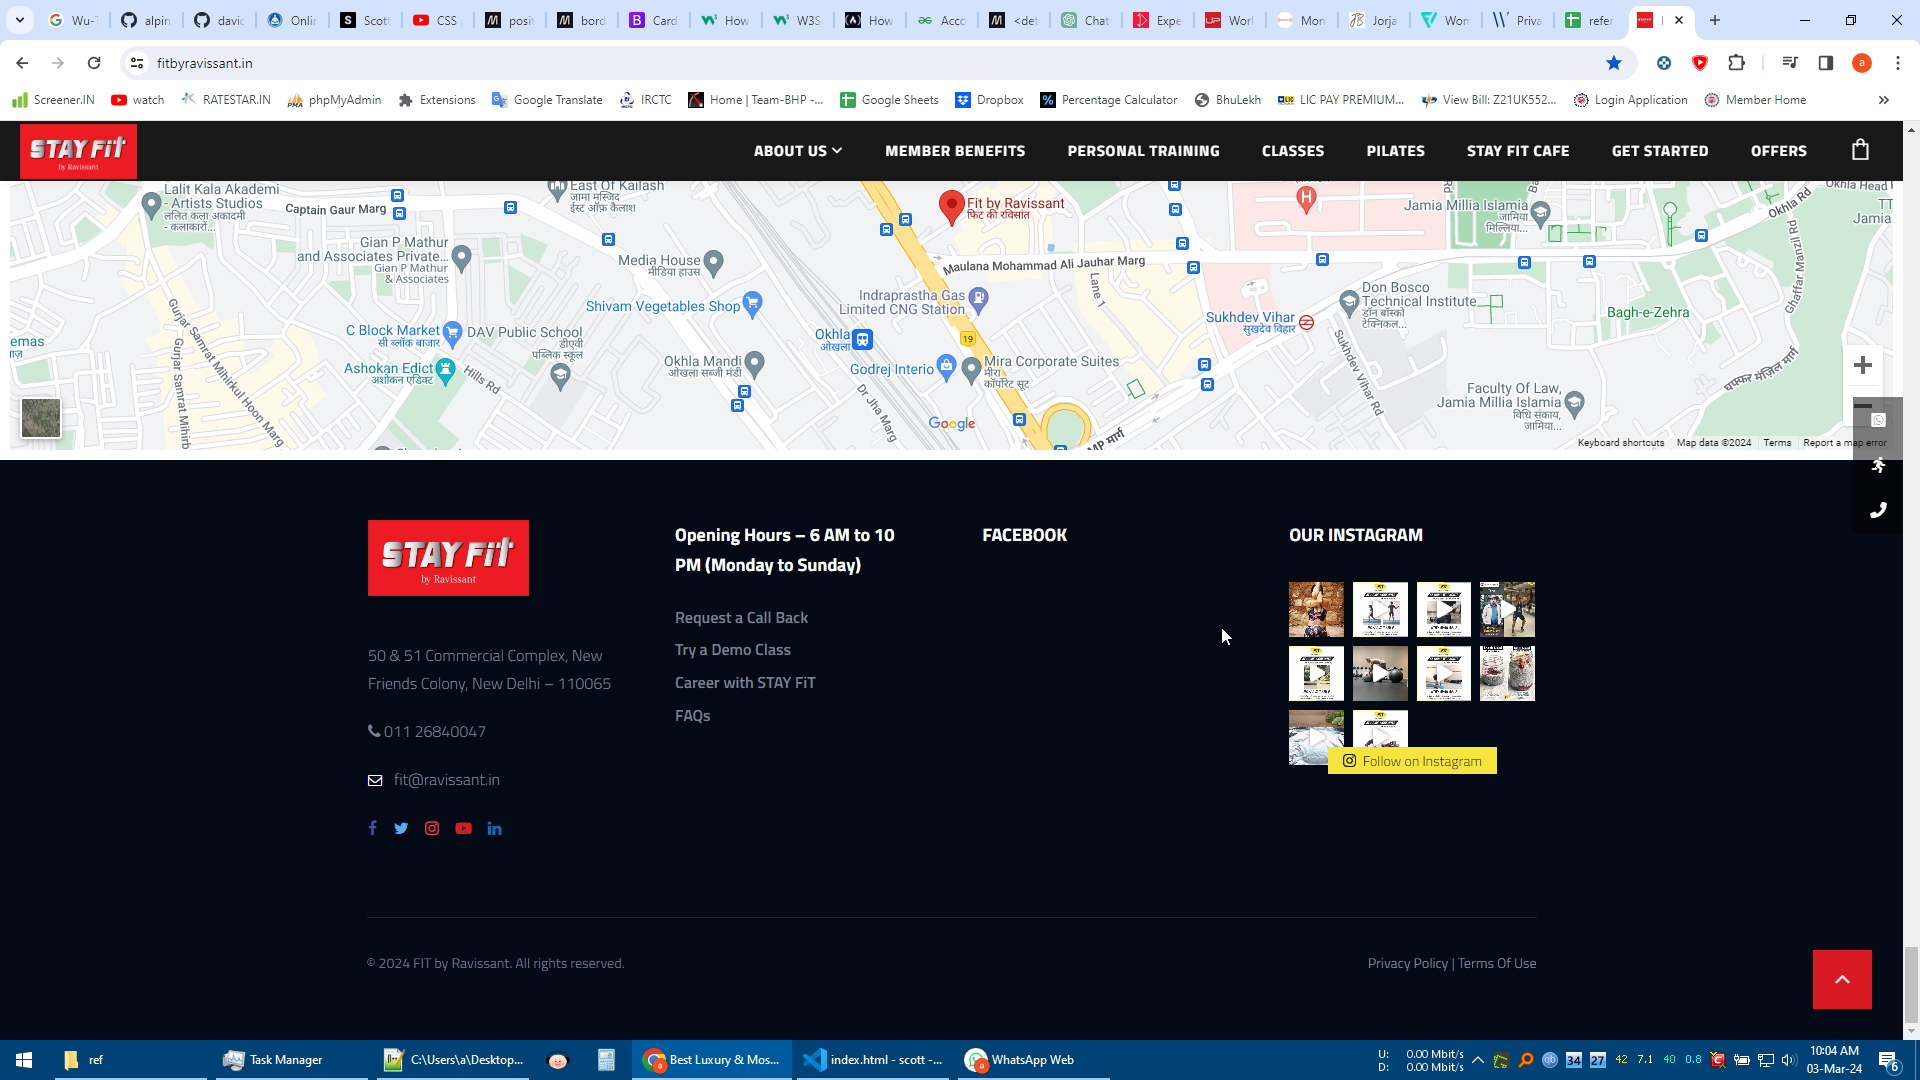 Wu-T
alpin
davic
Onlin
Scott
CSS
posit
bord
Card
How
W3S
How
Acco
<det
Chat
Expe
Worl
Mon
Jorja
Wom
Priva
refer
fitbyravissant.in
Screener.IN
watch
RATESTAR.IN
phpMyAdmin
Extensions
Google Translate
IRCTC
Home | Team-BHP -...
Google Sheets
Dropbox
Percentage Calculator
BhuLekh
LIC PAY PREMIUM...
View Bill: Z21UK552...
Login Application
Member Home
STAY FiT
by Ravissant
ABOUT US
MEMBER BENEFITS
PERSONAL TRAINING
CLASSES
PILATES
STAY FIT CAFE
GET STARTED
OFFERS
Lalit Kala Akademi
- Artists Studios
ललित कला अकादमी
- कलाकारों...
Captain Gaur Marg
East Of Kailash
जामा मस्जिद
ईस्ट ऑफ़ कैलाश
Gian P Mathur
and Associates Private...
Gian P Mathur
& Associates
Media House
मीडिया हाउस
Shivam Vegetables Shop
C Block Market
सी ब्लॉक बाजार
DAV Public School
डीएवी
पब्लिक स्कूल
Ashokan Edict
अशोकन एडिक्ट
Hills Rd
Gurjar Samrat Mihirkul Hoon Marg
Gurjar Samrat Mihirb
emas
Okhla Mandi
ओखला सब्जी मंडी
Okhla
ओखला
Dr Jha Marg
Fit by Ravissant
फिट की रविसांत
Maulana Mohammad Ali Jauhar Marg
Indraprastha Gas
Limited CNG Station
Lane 1
19
Godrej Interio
Mira Corporate Suites
मीरा
कॉर्पोरेट सूट
Google
MP मार्ग
H
Jamia Millia Islamia
जामिया
मिल्लिया...
Okhla Head
Okhla Rd
TT
Jamia
Ghaffar Manzil Rd
Don Bosco
Technical Institute
डॉन बॉस्को
टेक्निकल...
Sukhdev Vihar
सुखदेव विहार
Sukhdev Vihar Rd
Bagh-e-Zehra
गफ्फार मंज़िल मार्ग
Faculty Of Law,
Jamia Millia Islamia
विधि संकाय,
जामिया...
Keyboard shortcuts
Map data ©2024
Terms
Report a map error
STAY FiT
by Ravissant
50 & 51 Commercial Complex, New
Friends Colony, New Delhi – 110065
011 26840047
fit@ravissant.in
Opening Hours – 6 AM to 10
PM (Monday to Sunday)
Request a Call Back
Try a Demo Class
Career with STAY FiT
FAQs
FACEBOOK
OUR INSTAGRAM
Follow on Instagram
© 2024 FIT by Ravissant. All rights reserved.
Privacy Policy | Terms Of Use
ref
Task Manager
C:\Users\a\Desktop...
Best Luxury & Mos...
index.html - scott -...
WhatsApp Web
U: 0.00 Mbit/s
D: 0.00 Mbit/s
34
27
42
7.1
40
0.8
10:04 AM
03-Mar-24
6